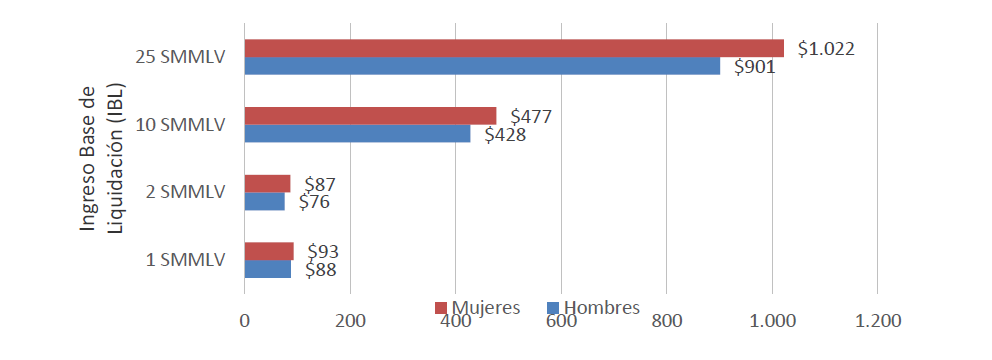 Ingreso Base de
Liquidación (IBL)
25 SMMLV
$1.022
$901
10 SMMLV
$477
$428
2 SMMLV
$87
$76
1 SMMLV
$93
$88
Mujeres Hombres
0 200 400 600 800 1.000 1.200